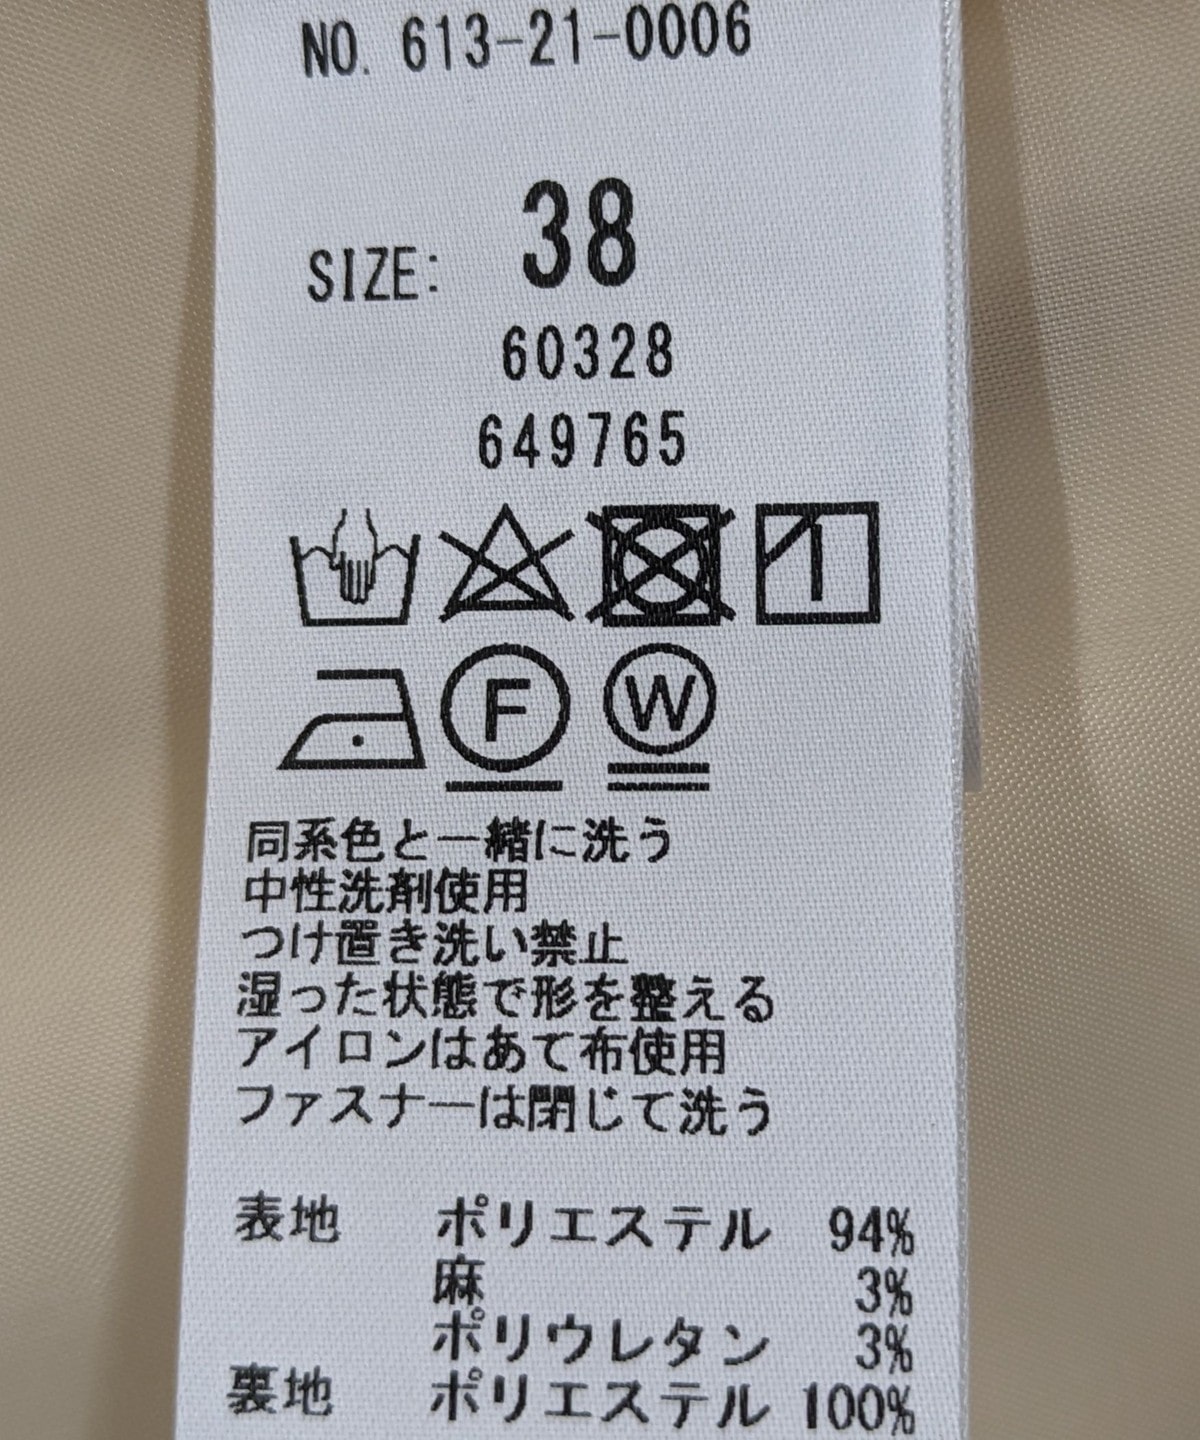 NO. 613-21-0006
SIZE: 38
60328
649765
F W
同系色と一緒に洗う
中性洗剤使用
つけ置き洗い禁止
湿った状態で形を整える
アイロンはあて布使用
ファスナーは閉じて洗う
表地 ポリエステル 94%
麻 3%
ポリウレタン 3%
裏地 ポリエステル 100%